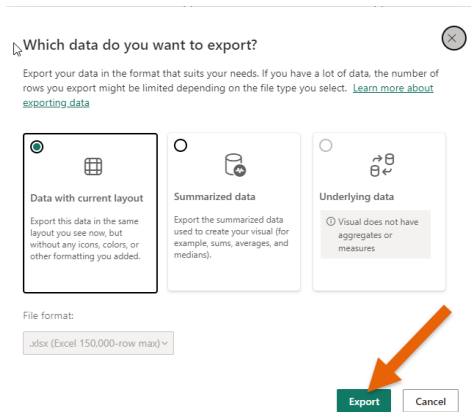 Which data do you want to export?
Export your data in the format that suits your needs. If you have a lot of data, the number of
rows you export might be limited depending on the file type you select. Learn more about
exporting data
Data with current layout
Export this data in the same
layout you see now, but
without any icons, colors, or
other formatting you added.
Summarized data
Export the summarized data
used to create your visual (for
example, sums, averages, and
medians).
Underlying data
Visual does not have
aggregates or
measures
File format:
.xlsx (Excel 150,000-row max)
Export
Cancel